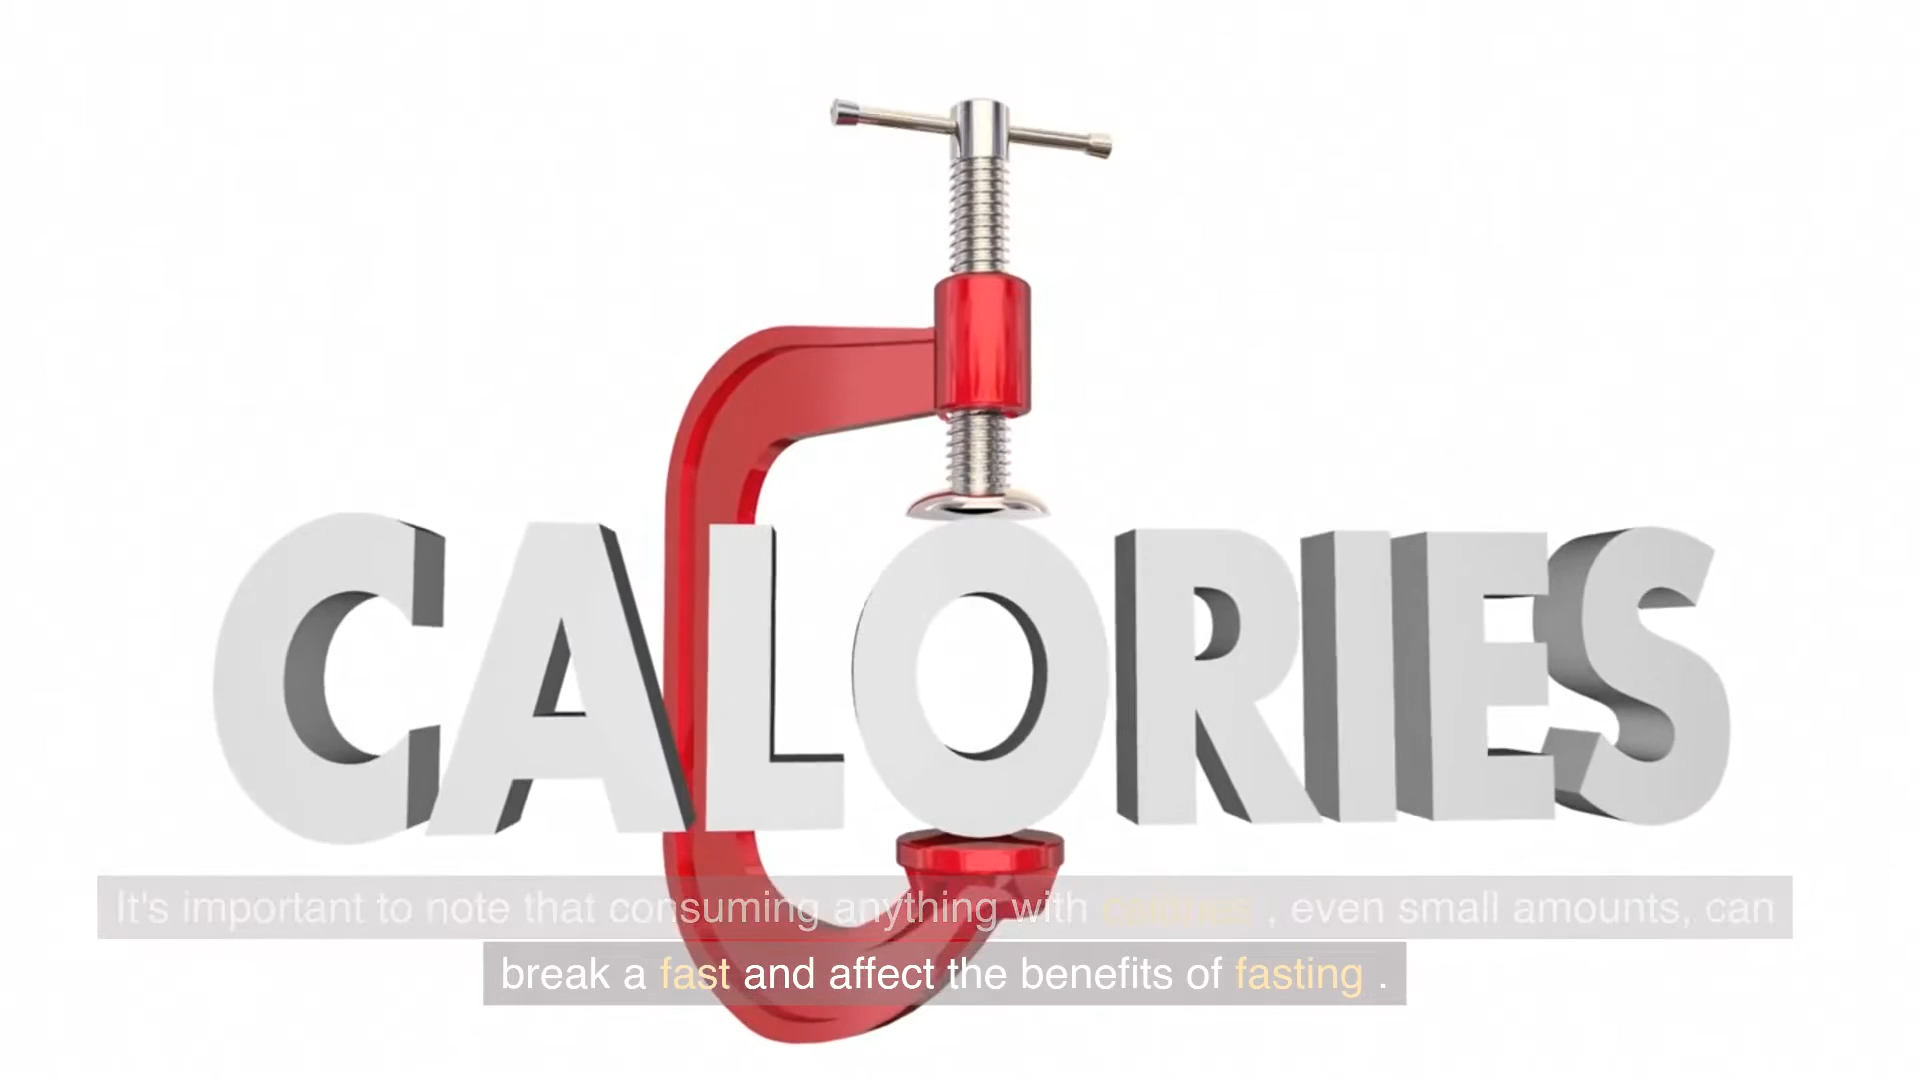 CALORIES
It's important to note that consuming anything with calories , even small amounts, can
break a fast and affect the benefits of fasting .